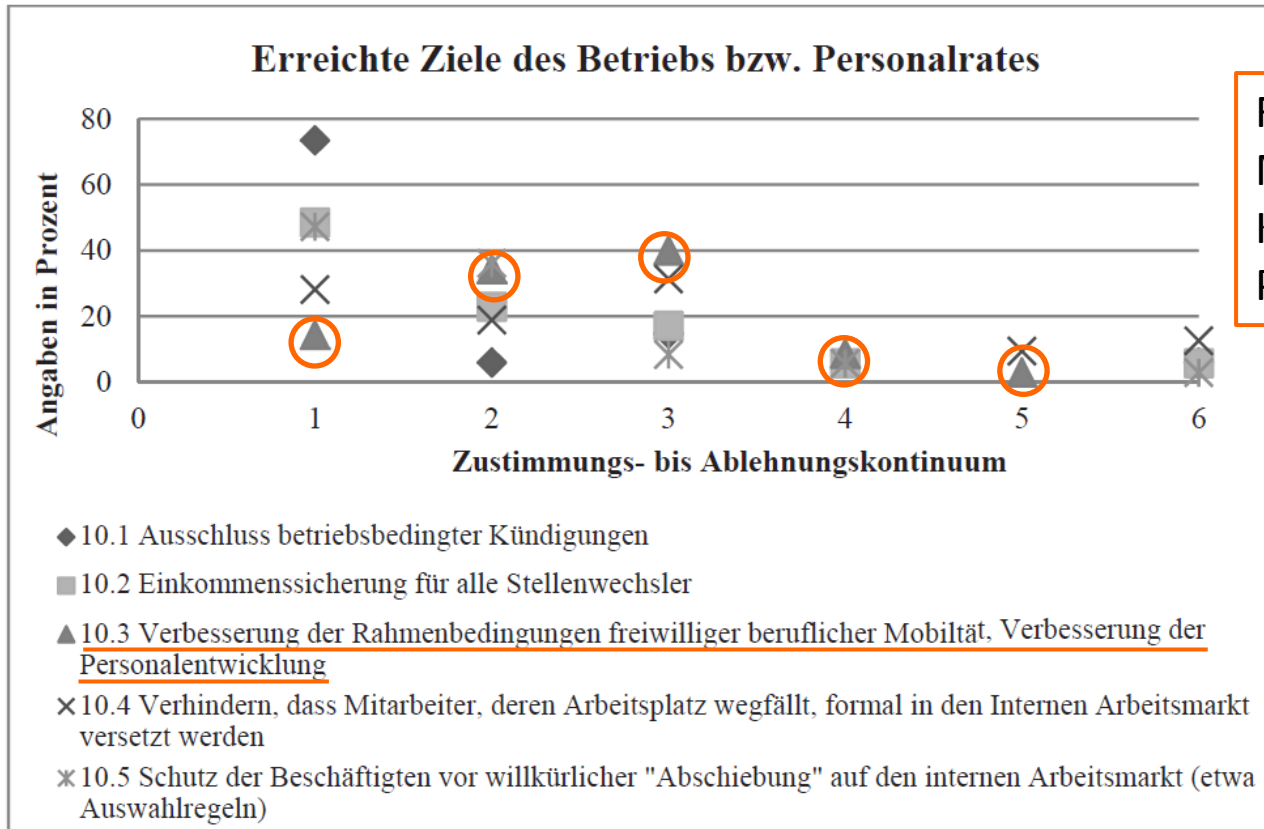 Erreichte Ziele des Betriebs bzw. Personalrates
Angaben in Prozent
80
60
40
20
0
0 1 2 3 4 5 6
Zustimmungs- bis Ablehnungskontinuum
10.1 Ausschluss betriebsbedingter Kündigungen
10.2 Einkommenssicherung für alle Stellenwechsler
10.3 Verbesserung der Rahmenbedingungen freiwilliger beruflicher Mobiltät, Verbesserung der
Personalentwicklung
10.4 Verhindern, dass Mitarbeiter, deren Arbeitsplatz wegfällt, formal in den Internen Arbeitsmarkt
versetzt werden
10.5 Schutz der Beschäftigten vor willkürlicher "Abschiebung" auf den internen Arbeitsmarkt (etwa
Auswahlregeln)